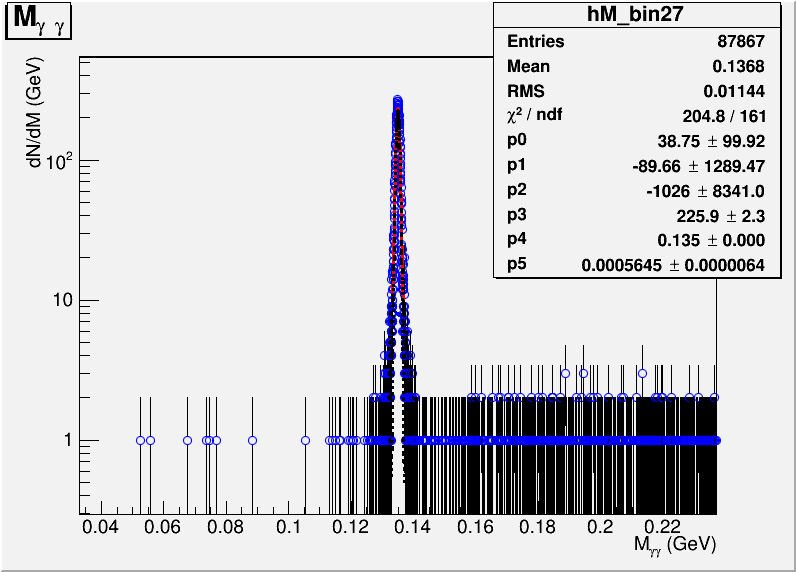 M_γ γ
hM_bin27
Entries 87867
Mean 0.1368
RMS 0.01144
χ² / ndf 204.8 / 161
p0 38.75 ± 99.92
p1 -89.66 ± 1289.47
p2 -1026 ± 8341.0
p3 225.9 ± 2.3
p4 0.135 ± 0.000
p5 0.0005645 ± 0.0000064
dN/dM (GeV)
10²
10
1
0.04 0.06 0.08 0.1 0.12 0.14 0.16 0.18 0.2 0.22
M_γγ (GeV)